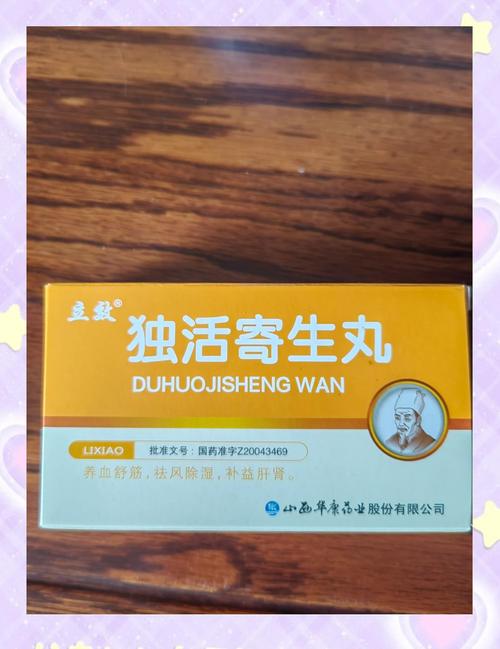 立效®
独活寄生丸
DUHUOJISHENG WAN
LIXIAO 批准文号：国药准字Z20043469
养血舒筋，祛风除湿，补益肝肾。
山西华康药业股份有限公司